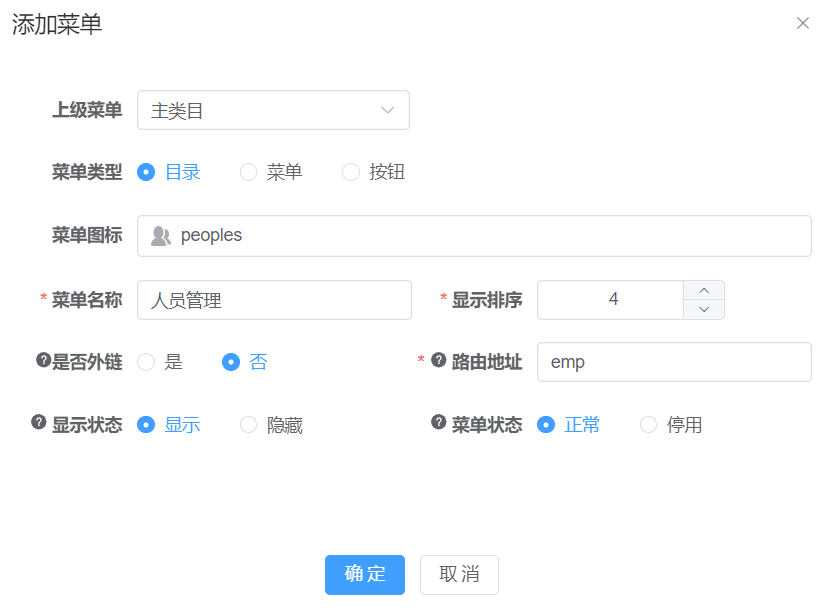 添加菜单
上级菜单 主类目
菜单类型 目录 菜单 按钮
菜单图标 peoples
* 菜单名称 人员管理 * 显示排序 4
?是否外链 是 否 * ? 路由地址 emp
? 显示状态 显示 隐藏 ? 菜单状态 正常 停用
确 定 取 消